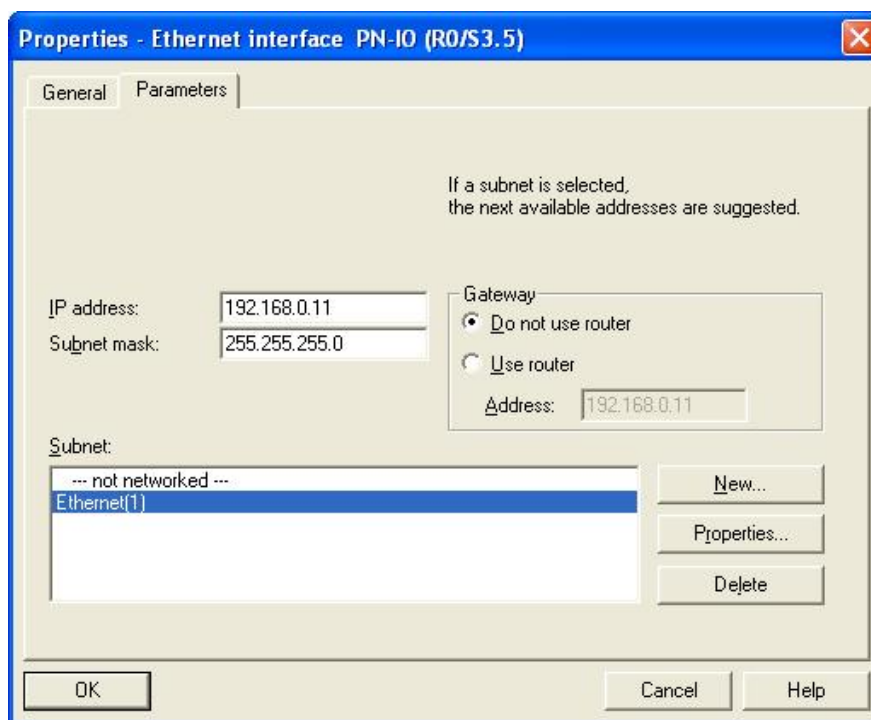 Properties - Ethernet interface PN-IO (R0/S3.5)
General Parameters
If a subnet is selected,
the next available addresses are suggested.
IP address: 192.168.0.11
Subnet mask: 255.255.255.0
Gateway
Do not use router
Use router
Address: 192.168.0.11
Subnet:
--- not networked ---
Ethernet(1)
New...
Properties...
Delete
OK Cancel Help